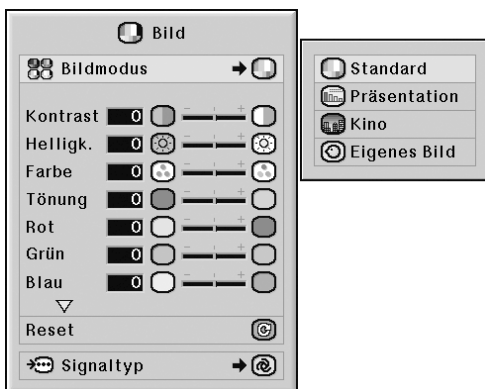 Bild
Bildmodus
Kontrast 0
Helligk. 0
Farbe 0
Tönung 0
Rot 0
Grün 0
Blau 0
Reset
Signaltyp
Standard
Präsentation
Kino
Eigenes Bild